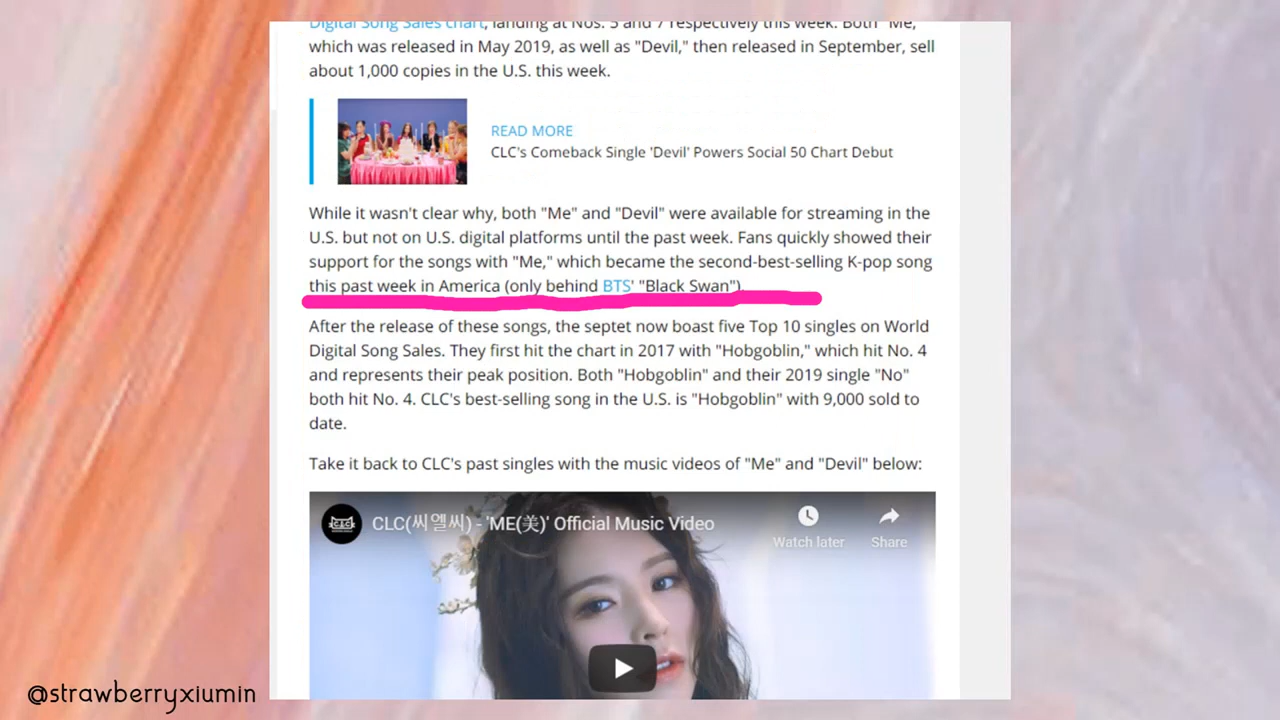 Digital Song Sales chart, landing at Nos. 5 and 7 respectively this week. Both "Me,"
which was released in May 2019, as well as "Devil," then released in September, sell
about 1,000 copies in the U.S. this week.
READ MORE
CLC's Comeback Single 'Devil' Powers Social 50 Chart Debut
While it wasn't clear why, both "Me" and "Devil" were available for streaming in the
U.S. but not on U.S. digital platforms until the past week. Fans quickly showed their
support for the songs with "Me," which became the second-best-selling K-pop song
this past week in America (only behind BTS' "Black Swan").
After the release of these songs, the septet now boast five Top 10 singles on World
Digital Song Sales. They first hit the chart in 2017 with "Hobgoblin," which hit No. 4
and represents their peak position. Both "Hobgoblin" and their 2019 single "No"
both hit No. 4. CLC's best-selling song in the U.S. is "Hobgoblin" with 9,000 sold to
date.
Take it back to CLC's past singles with the music videos of "Me" and "Devil" below:
CLC
CLC(씨엘씨) - 'ME(美)' Official Music Video
Watch later
Share
@strawberryxiumin